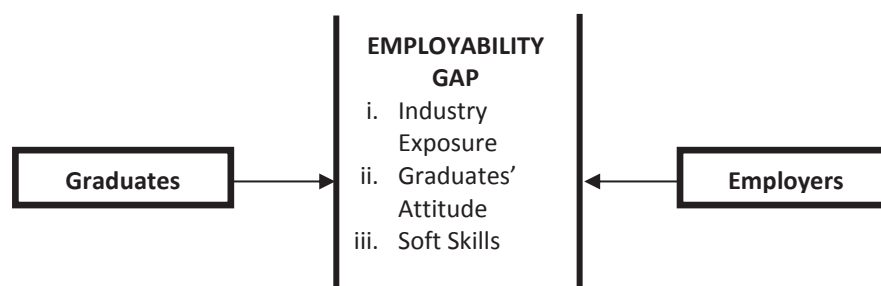 EMPLOYABILITY
GAP
i. Industry
Exposure
ii. Graduates’
Attitude
iii. Soft Skills
Graduates
Employers